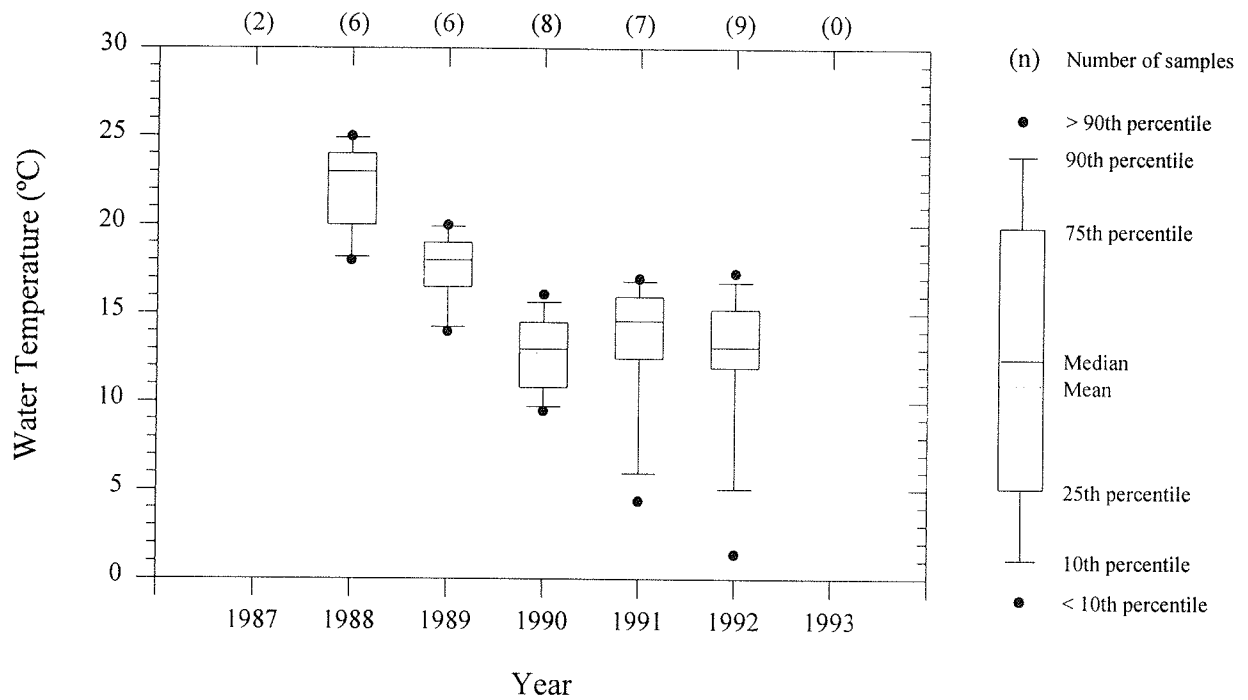 (2) (6) (6) (8) (7) (9) (0)
30
25
20
15
10
5
0
Water Temperature (ºC)
1987 1988 1989 1990 1991 1992 1993
Year
(n) Number of samples
> 90th percentile
90th percentile
75th percentile
Median
Mean
25th percentile
10th percentile
< 10th percentile